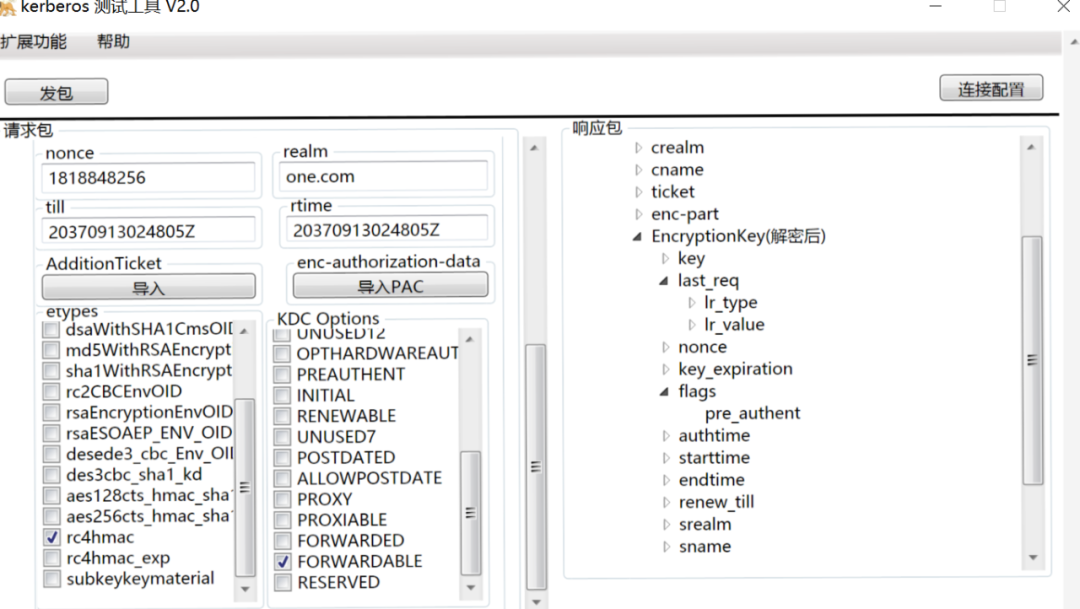 kerberos 测试工具 V2.0
扩展功能 帮助
发包 连接配置
请求包
nonce realm
1818848256 one.com
till rtime
20370913024805Z 20370913024805Z
AdditionTicket enc-authorization-data
导入 导入PAC
etypes
dsaWithSHA1CmsOID
md5WithRSAEncrypt
sha1WithRSAEncrypt
rc2CBCEnvOID
rsaEncryptionEnvOID
rsaESOAEP_ENV_OID
desede3_cbc_Env_OI
des3cbc_sha1_kd
aes128cts_hmac_sha1
aes256cts_hmac_sha1
rc4hmac
rc4hmac_exp
subkeykeymaterial
KDC Options
UNUSED12
OPTHARDWAREAUT
PREAUTHENT
INITIAL
RENEWABLE
UNUSED7
POSTDATED
ALLOWPOSTDATE
PROXY
PROXIABLE
FORWARDED
FORWARDABLE
RESERVED
响应包
crealm
cname
ticket
enc-part
EncryptionKey(解密后)
key
last_req
lr_type
lr_value
nonce
key_expiration
flags
pre_authent
authtime
starttime
endtime
renew_till
srealm
sname